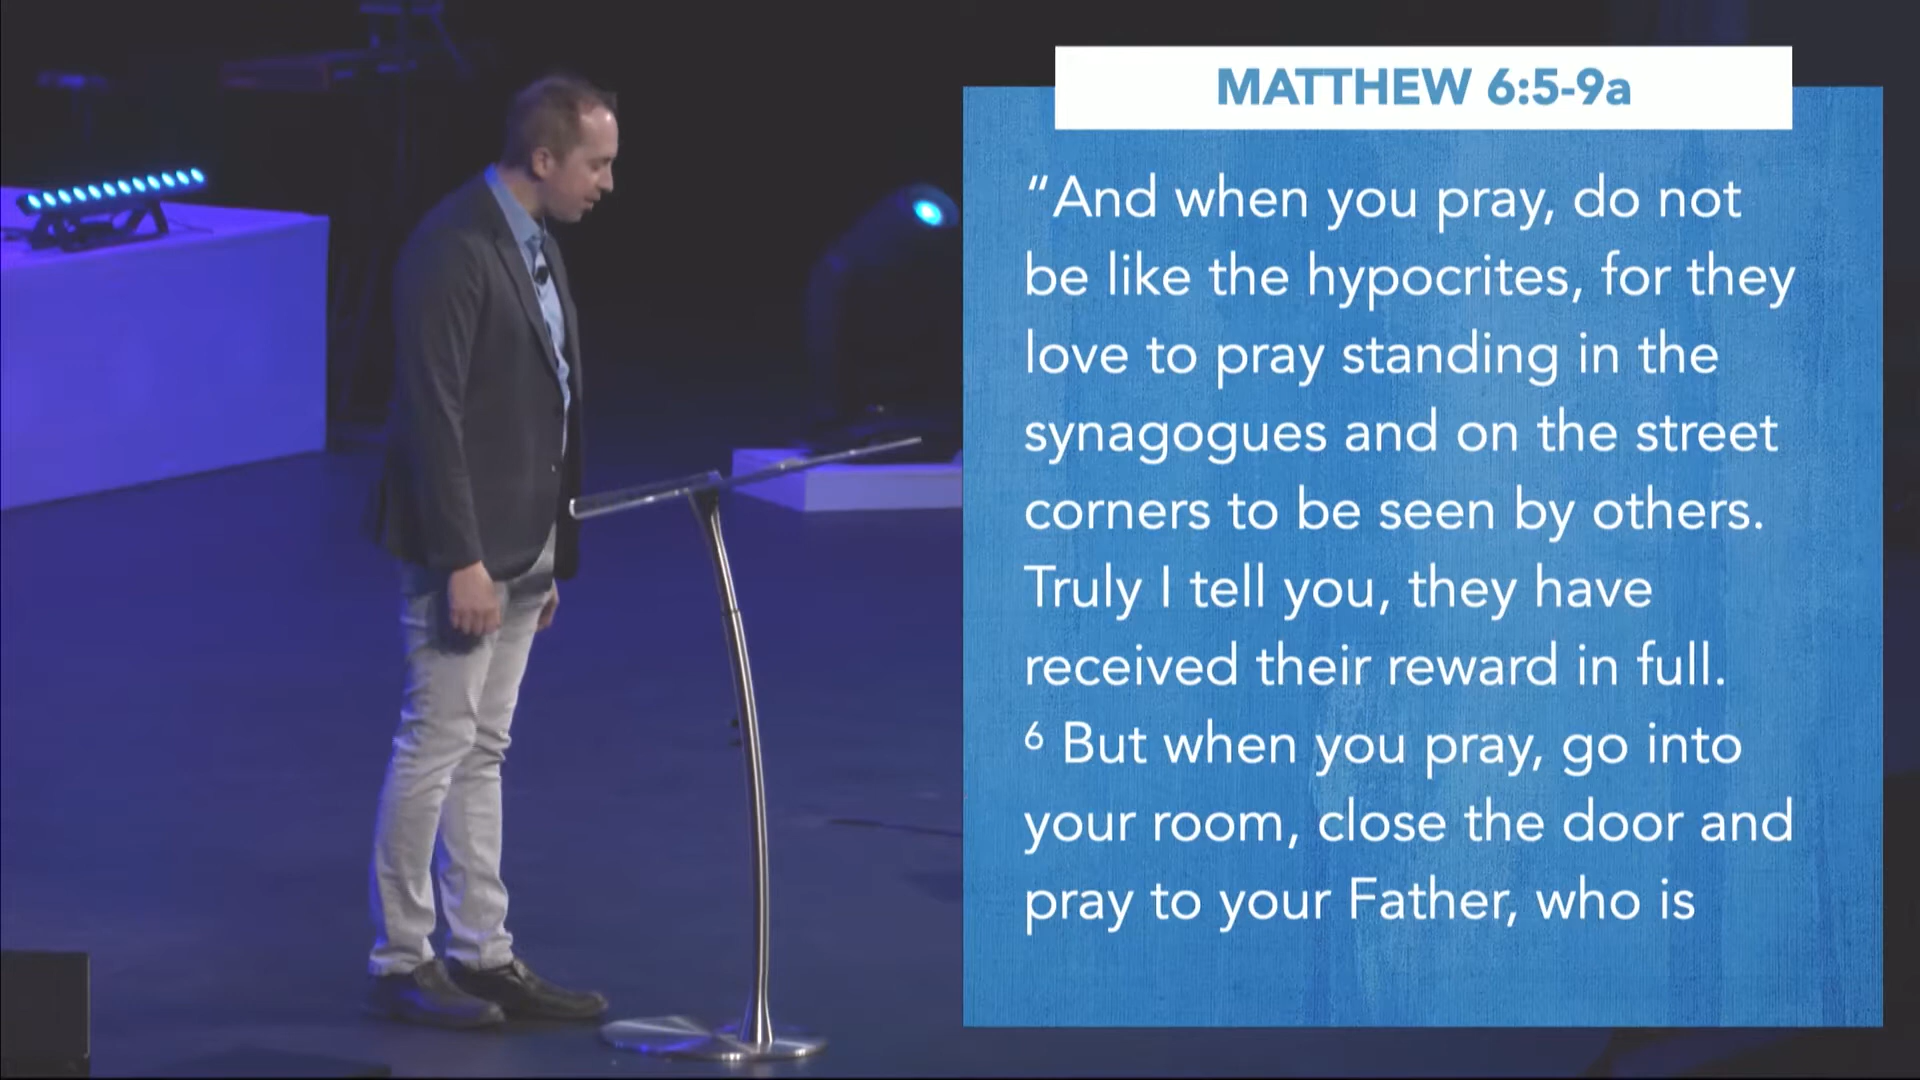 MATTHEW 6:5-9a
“And when you pray, do not
be like the hypocrites, for they
love to pray standing in the
synagogues and on the street
corners to be seen by others.
Truly I tell you, they have
received their reward in full.
⁶ But when you pray, go into
your room, close the door and
pray to your Father, who is